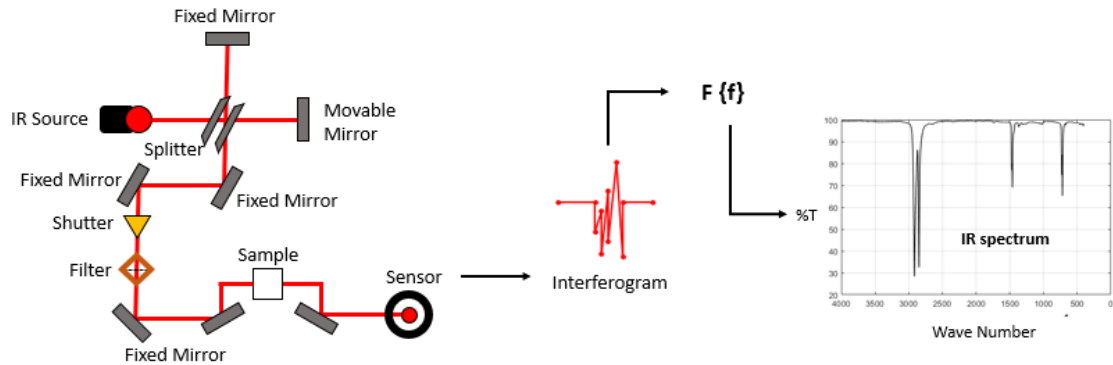 Fixed Mirror
IR Source
Splitter
Movable
Mirror
Fixed Mirror
Fixed Mirror
Shutter
Filter
Sample
Sensor
Fixed Mirror
Interferogram
F {f}
%T
100
90
80
70
60
50
40
30
20
IR spectrum
4000 3500 3000 2500 2000 1500 1000 500 0
Wave Number